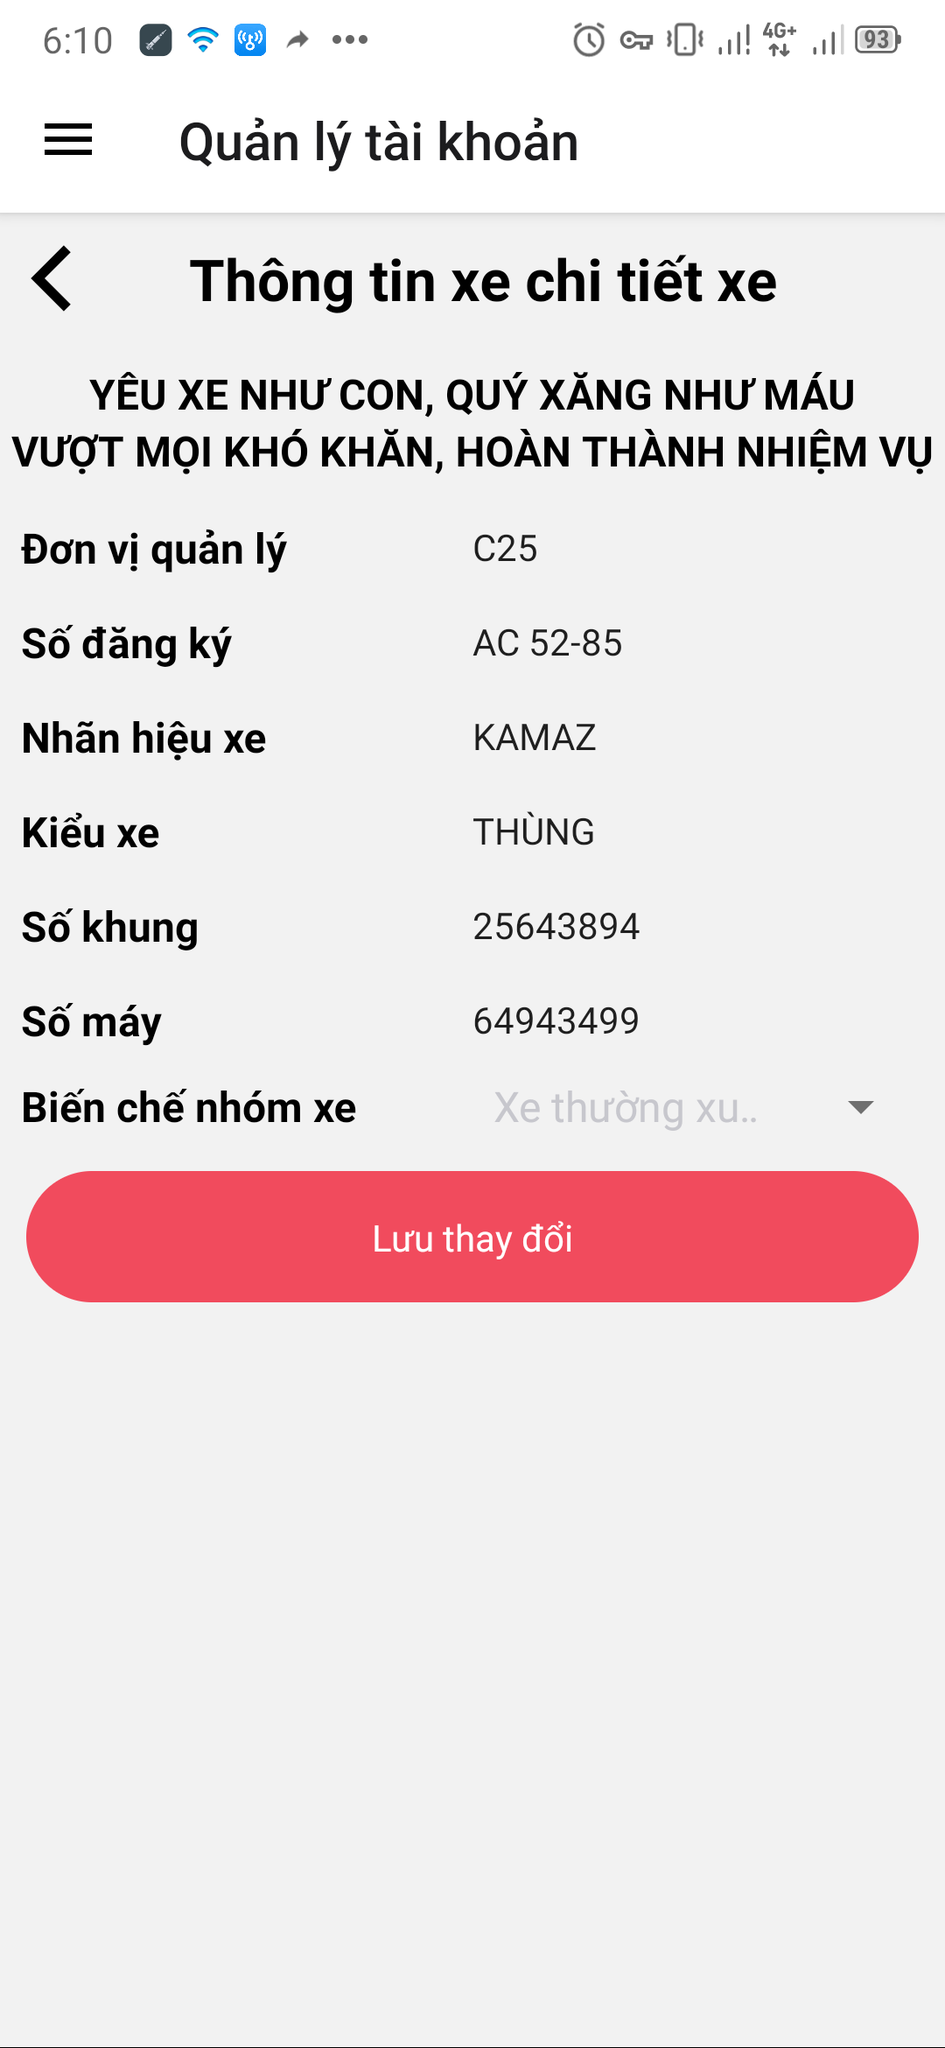 6:10
4G+
93
Quản lý tài khoản
Thông tin xe chi tiết xe
YÊU XE NHƯ CON, QUÝ XĂNG NHƯ MÁU
VƯỢT MỌI KHÓ KHĂN, HOÀN THÀNH NHIỆM VỤ
Đơn vị quản lý C25
Số đăng ký AC 52-85
Nhãn hiệu xe KAMAZ
Kiểu xe THÙNG
Số khung 25643894
Số máy 64943499
Biến chế nhóm xe Xe thường xu..
Lưu thay đổi